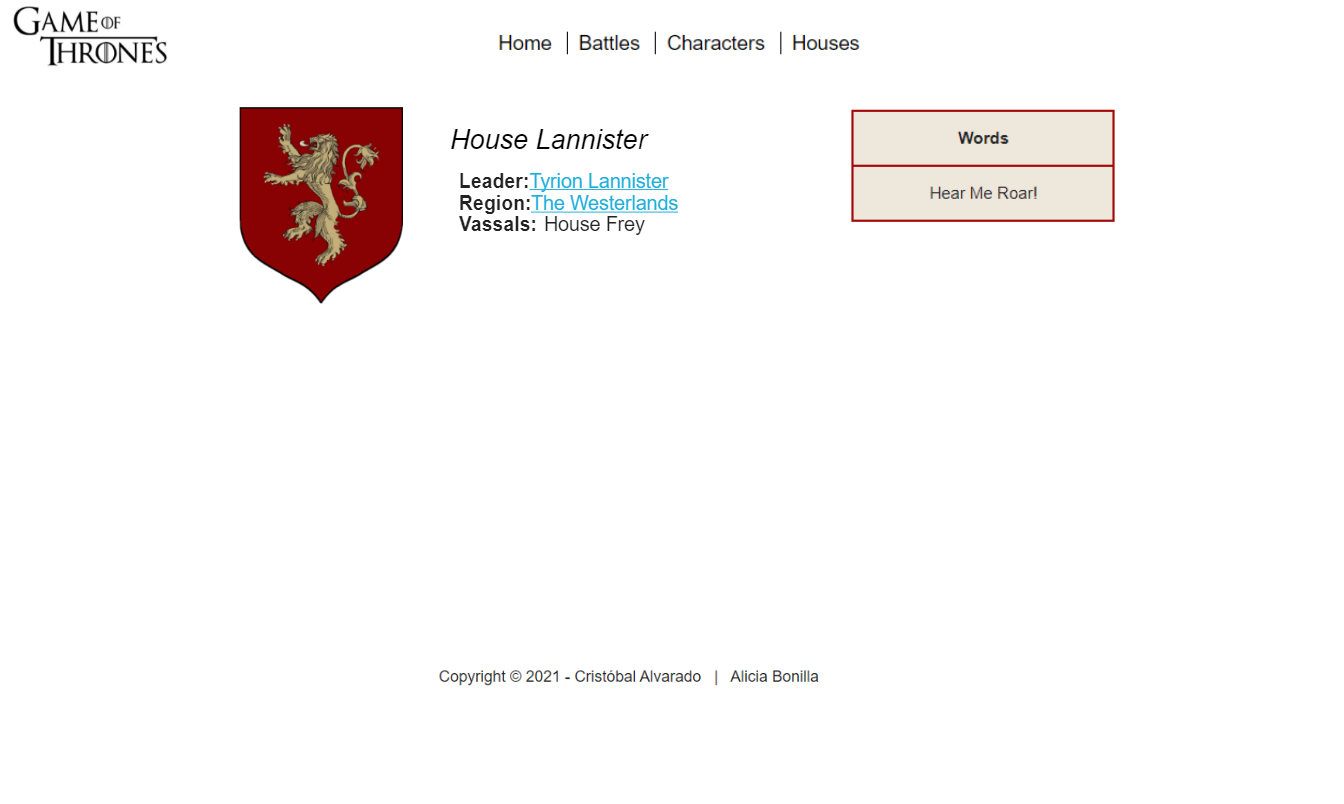 GAME OF
THRONES
Home | Battles | Characters | Houses
House Lannister
Leader:Tyrion Lannister
Region:The Westerlands
Vassals: House Frey
Words
Hear Me Roar!
Copyright © 2021 - Cristóbal Alvarado | Alicia Bonilla